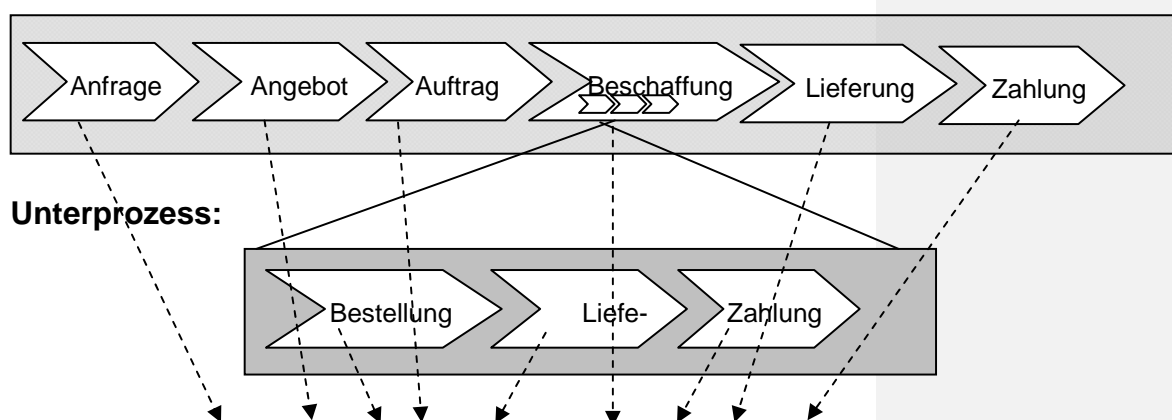 Anfrage Angebot Auftrag Beschaffung Lieferung Zahlung
Unterprozess:
Bestellung Liefe- Zahlung